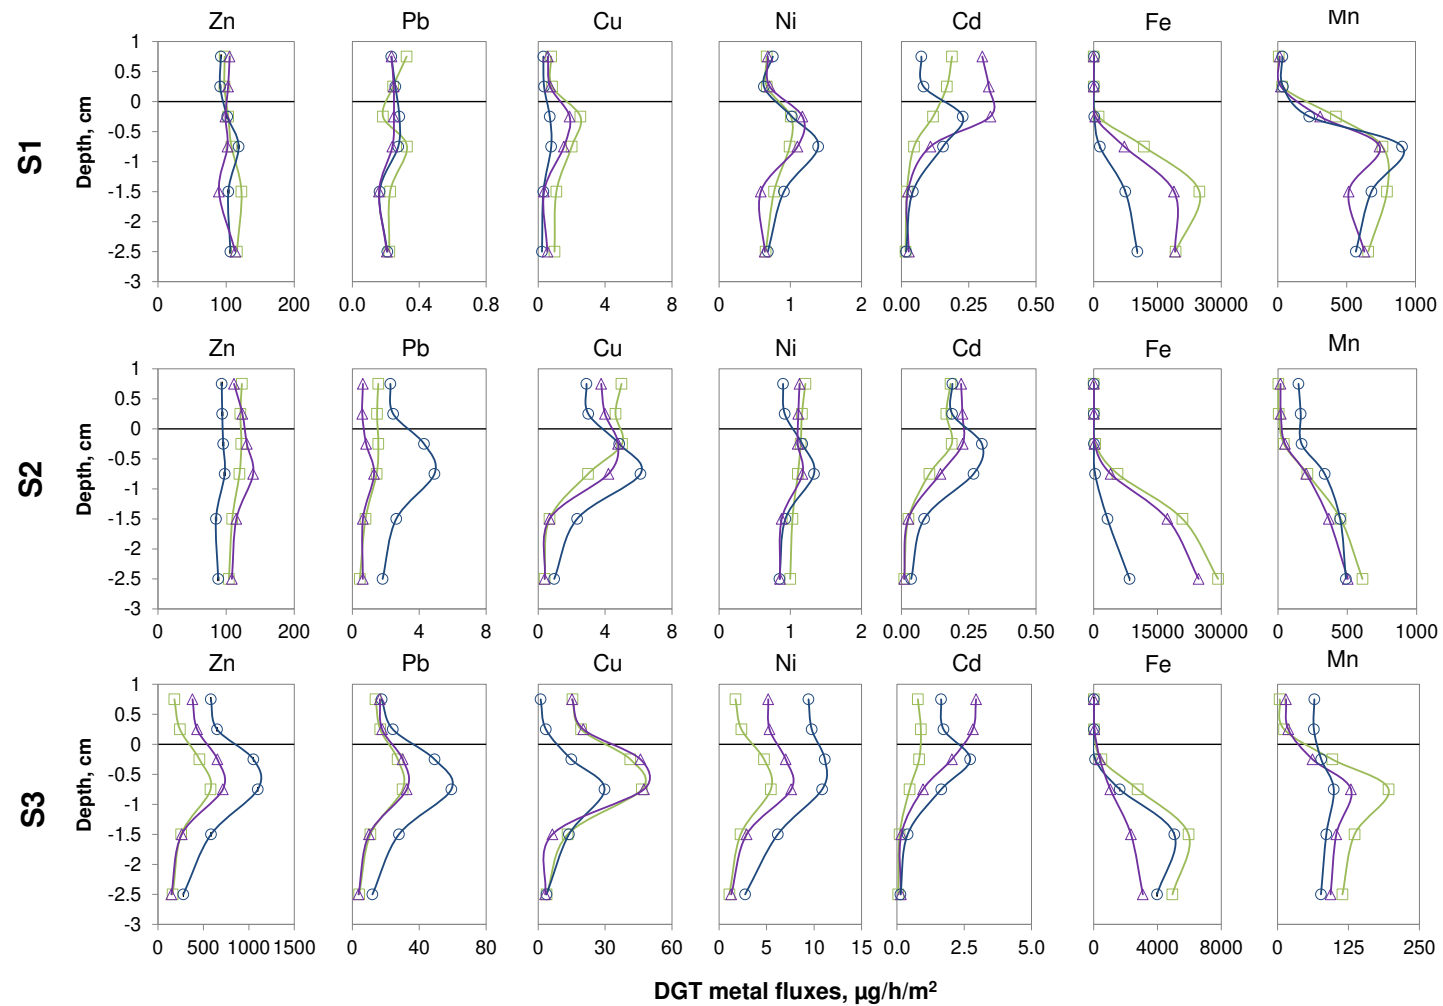 Zn Pb Cu Ni Cd Fe Mn
S1
Depth, cm
1
0.5
0
-0.5
-1
-1.5
-2
-2.5
-3
0 100 200 0.0 0.4 0.8 0 4 8 0 1 2 0.00 0.25 0.50 0 15000 30000 0 500 1000
Zn Pb Cu Ni Cd Fe Mn
S2
Depth, cm
1
0.5
0
-0.5
-1
-1.5
-2
-2.5
-3
0 100 200 0 4 8 0 4 8 0 1 2 0.00 0.25 0.50 0 15000 30000 0 500 1000
Zn Pb Cu Ni Cd Fe Mn
S3
Depth, cm
1
0.5
0
-0.5
-1
-1.5
-2
-2.5
-3
0 500 1000 1500 0 40 80 0 30 60 0 5 10 15 0.0 2.5 5.0 0 4000 8000 0 125 250
DGT metal fluxes, µg/h/m²